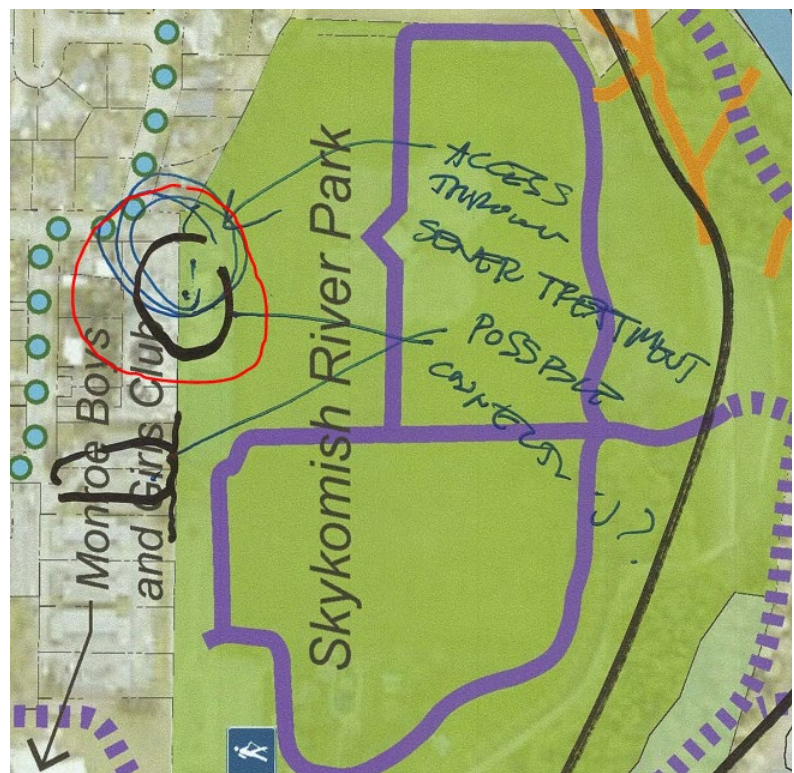 Skykomish River Park
Monroe Boys
and Girls Club
ACCESS
THROUGH
SEWER TREATMENT
POSSIBLE